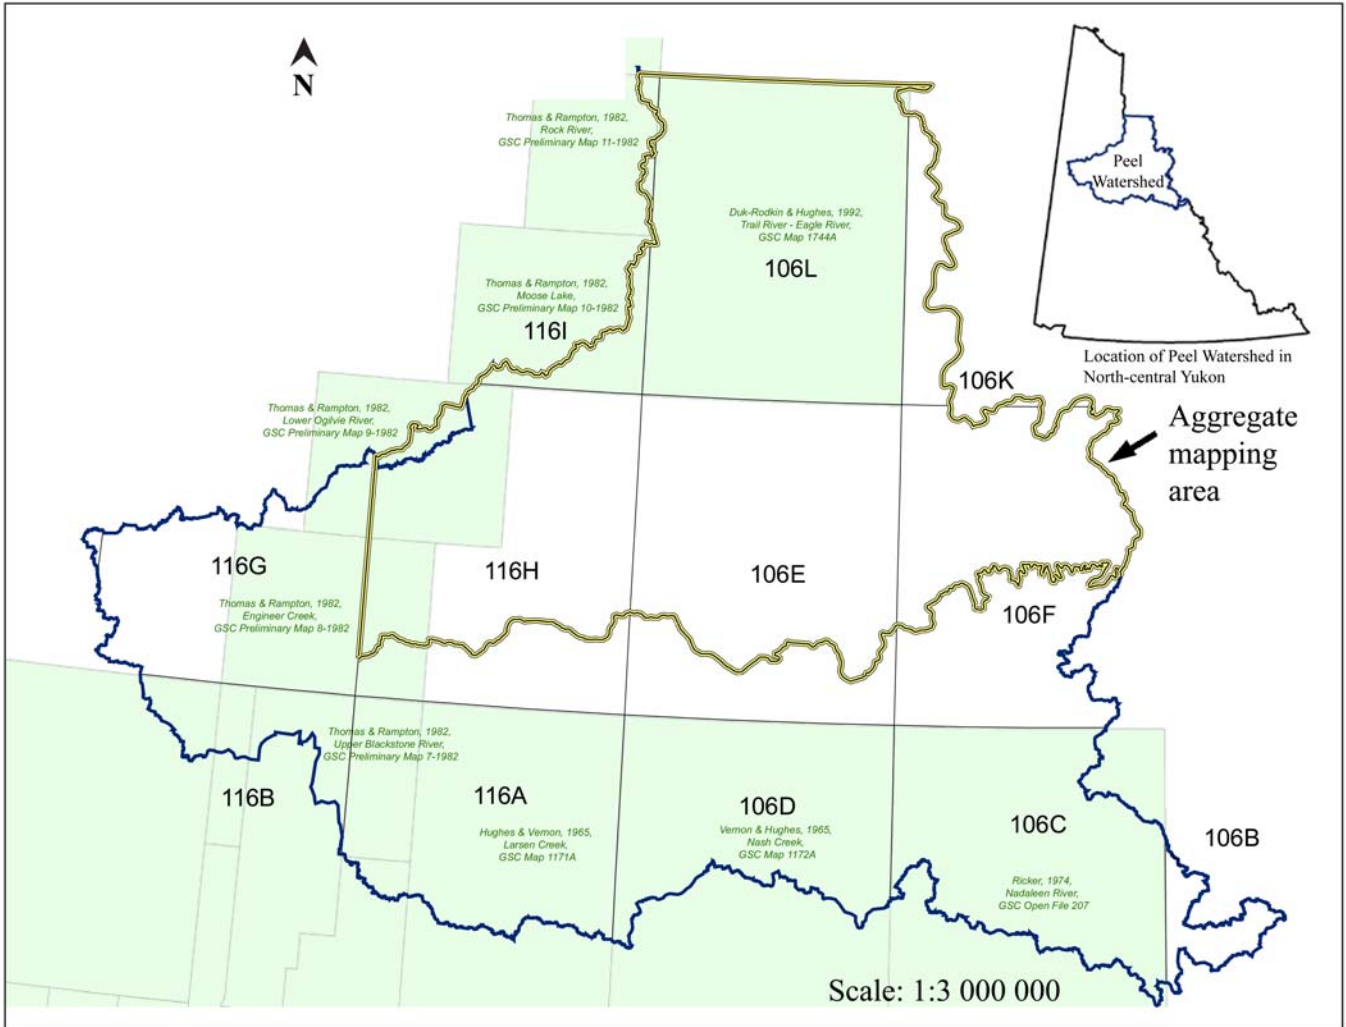 N
Thomas & Rampton, 1982,
Rock River,
GSC Preliminary Map 11-1982
Peel
Watershed
Duk-Rodkin & Hughes, 1992,
Trail River - Eagle River,
GSC Map 1744A
106L
Thomas & Rampton, 1982,
Moose Lake,
GSC Preliminary Map 10-1982
116I
Location of Peel Watershed in
North-central Yukon
106K
Thomas & Rampton, 1982,
Lower Ogilvie River,
GSC Preliminary Map 9-1982
Aggregate
mapping
area
116G
116H
106E
Thomas & Rampton, 1982,
Engineer Creek,
GSC Preliminary Map 8-1982
106F
Thomas & Rampton, 1982,
Upper Blackstone River,
GSC Preliminary Map 7-1982
116B
116A
Hughes & Vernon, 1965,
Larsen Creek,
GSC Map 1171A
106D
Vernon & Hughes, 1965,
Nash Creek,
GSC Map 1172A
106C
106B
Ricker, 1974,
Nadaleen River,
GSC Open File 207
Scale: 1:3 000 000